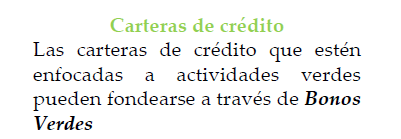 Carteras de crédito
Las carteras de crédito que estén
enfocadas a actividades verdes
pueden fondearse a través de Bonos
Verdes